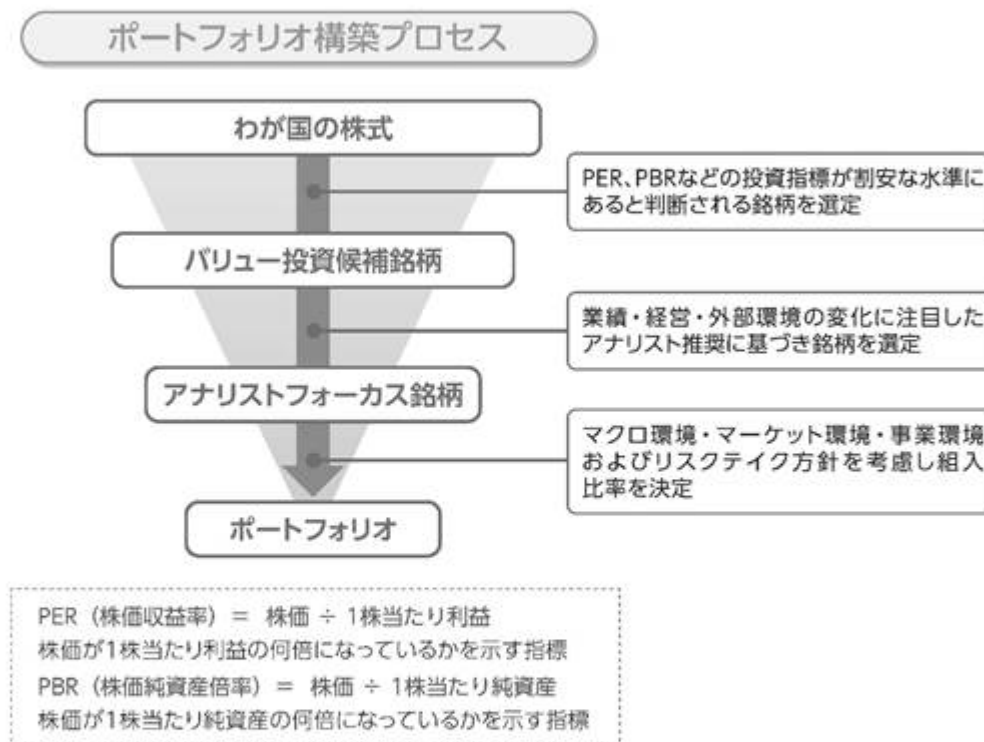 ポートフォリオ構築プロセス
わが国の株式
PER、PBRなどの投資指標が割安な水準に
あると判断される銘柄を選定
バリュー投資候補銘柄
業績・経営・外部環境の変化に注目した
アナリスト推奨に基づき銘柄を選定
アナリストフォーカス銘柄
マクロ環境・マーケット環境・事業環境
およびリスクテイク方針を考慮し組入
比率を決定
ポートフォリオ
PER（株価収益率）＝ 株価 ÷ 1株当たり利益
株価が1株当たり利益の何倍になっているかを示す指標
PBR（株価純資産倍率）＝ 株価 ÷ 1株当たり純資産
株価が1株当たり純資産の何倍になっているかを示す指標